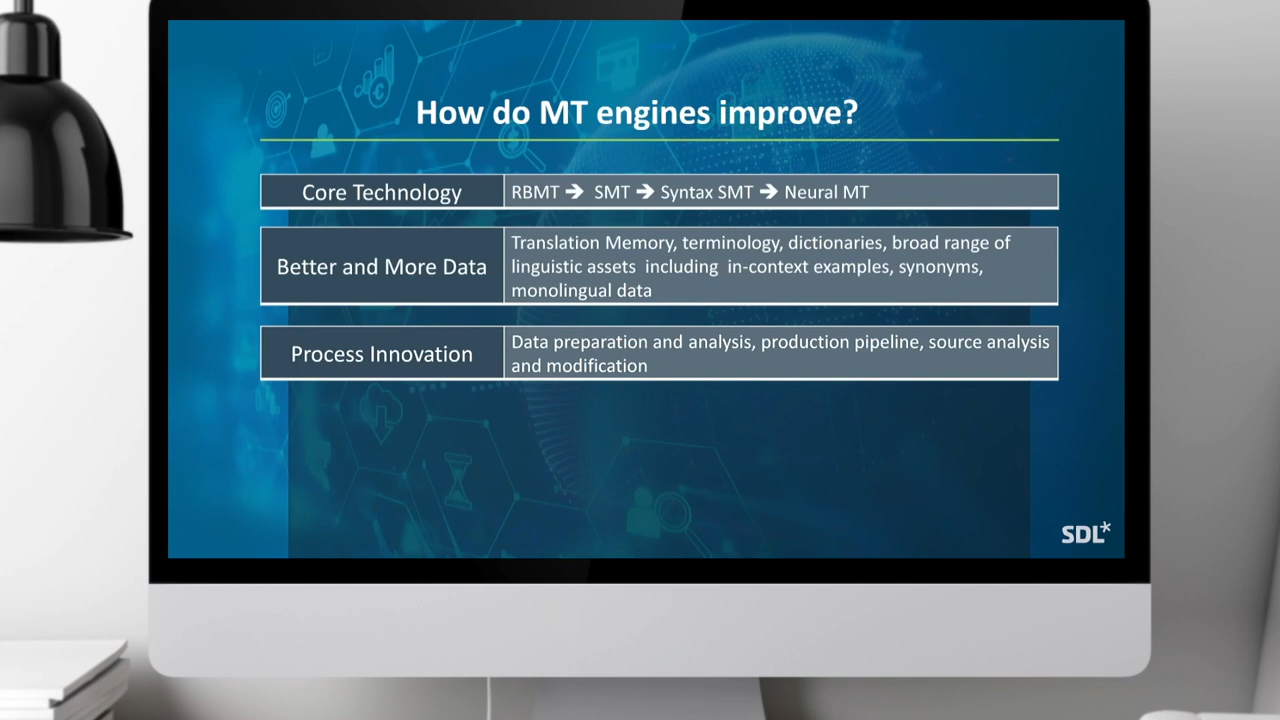 How do MT engines improve?
Core Technology
RBMT ➔ SMT ➔ Syntax SMT ➔ Neural MT
Better and More Data
Translation Memory, terminology, dictionaries, broad range of
linguistic assets including in-context examples, synonyms,
monolingual data
Process Innovation
Data preparation and analysis, production pipeline, source analysis
and modification
SDL*